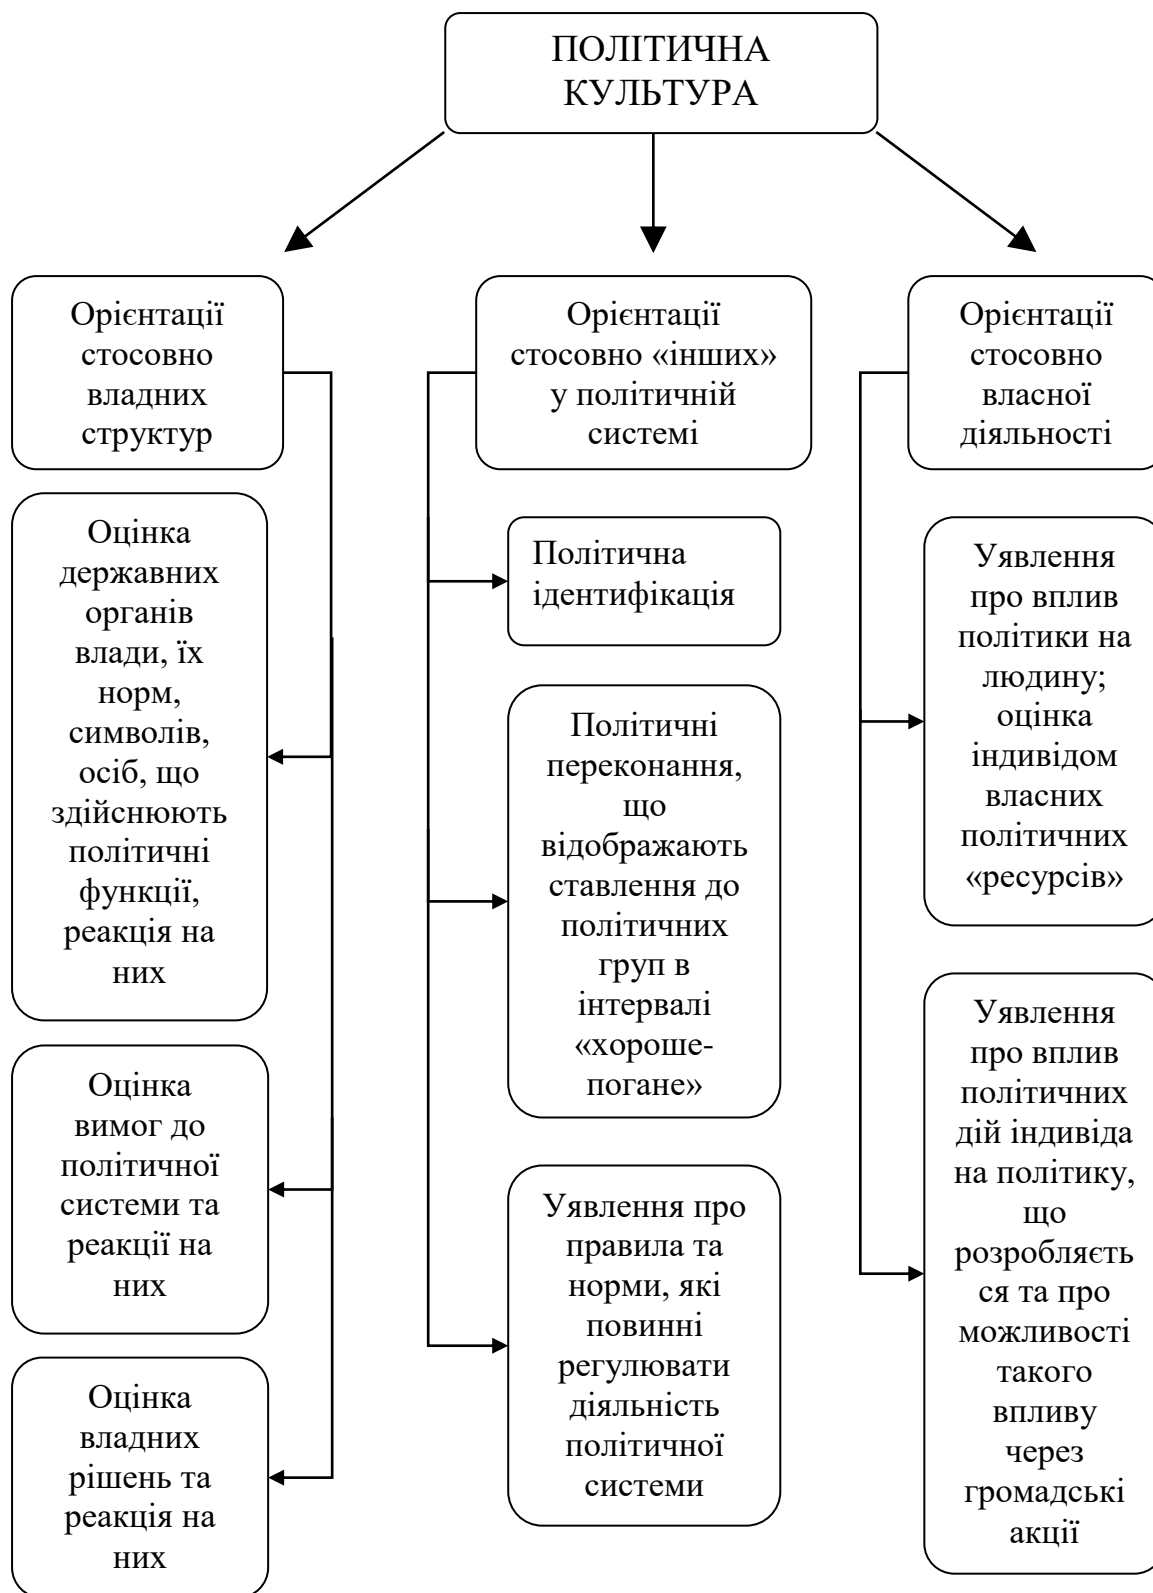 ПОЛІТИЧНА
КУЛЬТУРА
Орієнтації
стосовно
владних
структур
Оцінка
державних
органів
влади, їх
норм,
символів,
осіб, що
здійснюють
політичні
функції,
реакція на
них
Оцінка
вимог до
політичної
системи та
реакції на
них
Оцінка
владних
рішень та
реакція на
них
Орієнтації
стосовно «інших»
у політичній
системі
Політична
ідентифікація
Політичні
переконання,
що
відображають
ставлення до
політичних
груп в
інтервалі
«хороше-
погане»
Уявлення про
правила та
норми, які
повинні
регулювати
діяльність
політичної
системи
Орієнтації
стосовно
власної
діяльності
Уявлення
про вплив
політики на
людину;
оцінка
індивідом
власних
політичних
«ресурсів»
Уявлення
про вплив
політичних
дій індивіда
на політику,
що
розробляєть
ся та про
можливості
такого
впливу
через
громадські
акції